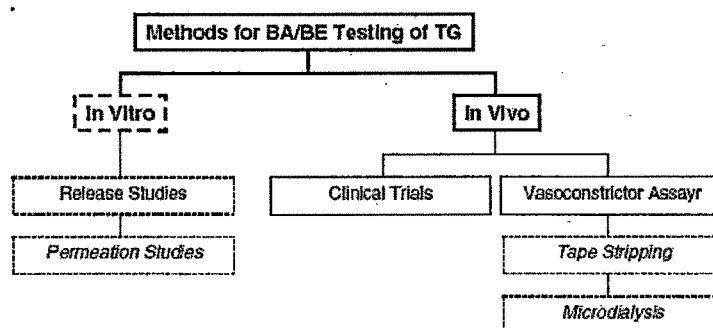 Methods for BA/BE Testing of TG
In Vitro
In Vivo
Release Studies
Clinical Trials
Vasoconstrictor Assayr
Permeation Studies
Tape Stripping
Microdialysis